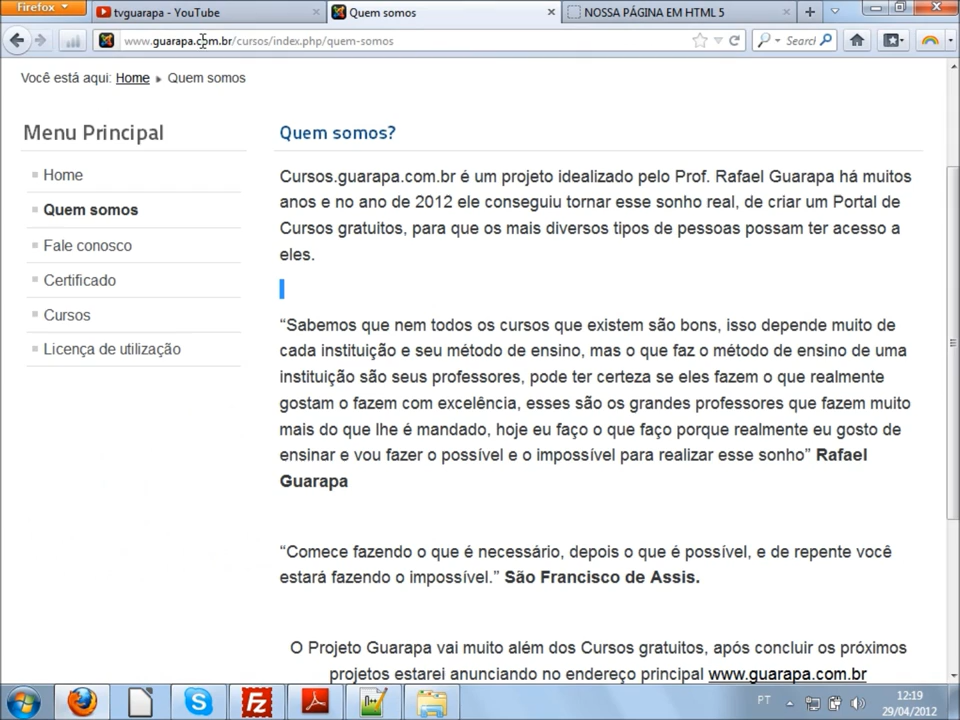 Firefox
tvguarapa - YouTube
Quem somos
NOSSA PÁGINA EM HTML 5
www.guarapa.com.br/cursos/index.php/quem-somos
Search
Você está aqui: Home Quem somos
Menu Principal
Home
Quem somos
Fale conosco
Certificado
Cursos
Licença de utilização
Quem somos?
Cursos.guarapa.com.br é um projeto idealizado pelo Prof. Rafael Guarapa há muitos
anos e no ano de 2012 ele conseguiu tornar esse sonho real, de criar um Portal de
Cursos gratuitos, para que os mais diversos tipos de pessoas possam ter acesso a
eles.
“Sabemos que nem todos os cursos que existem são bons, isso depende muito de
cada instituição e seu método de ensino, mas o que faz o método de ensino de uma
instituição são seus professores, pode ter certeza se eles fazem o que realmente
gostam o fazem com excelência, esses são os grandes professores que fazem muito
mais do que lhe é mandado, hoje eu faço o que faço porque realmente eu gosto de
ensinar e vou fazer o possível e o impossível para realizar esse sonho” Rafael
Guarapa
“Comece fazendo o que é necessário, depois o que é possível, e de repente você
estará fazendo o impossível.” São Francisco de Assis.
O Projeto Guarapa vai muito além dos Cursos gratuitos, após concluir os próximos
projetos estarei anunciando no endereço principal www.guarapa.com.br
PT
12:19
29/04/2012